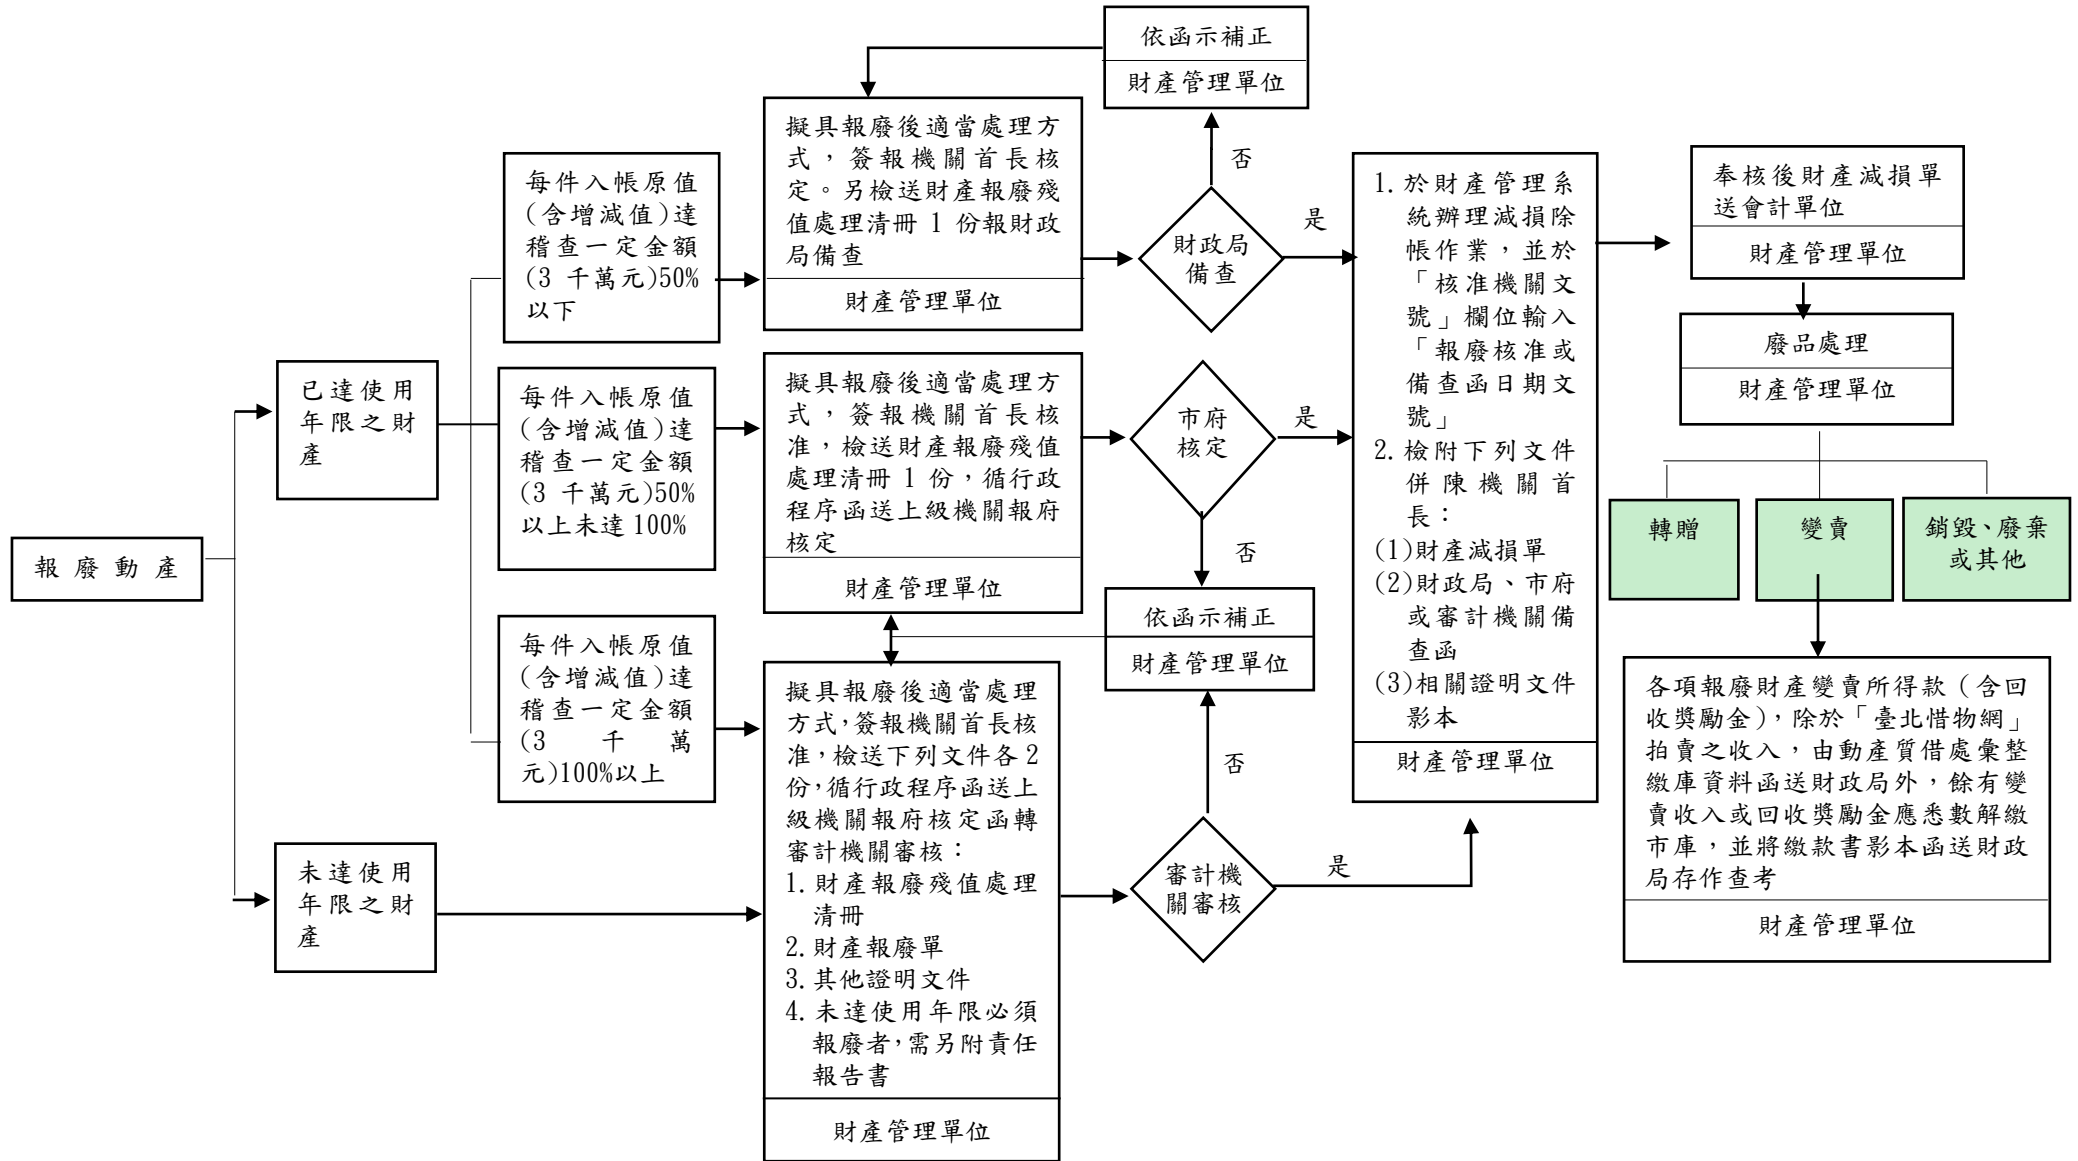 報廢動產
已達使用
年限之財
產
未達使用
年限之財
產
每件入帳原值
(含增減值)達
稽查一定金額
(3 千萬元)50%
以下
每件入帳原值
(含增減值)達
稽查一定金額
(3 千萬元)50%
以上未達 100%
每件入帳原值
(含增減值)達
稽查一定金額
(3 千 萬
元)100%以上
擬具報廢後適當處理方
式，簽報機關首長核
定。另檢送財產報廢殘
值處理清冊 1 份報財政
局備查
財產管理單位
擬具報廢後適當處理方
式，簽報機關首長核
准，檢送財產報廢殘值
處理清冊 1 份，循行政
程序函送上級機關報府
核定
財產管理單位
擬具報廢後適當處理
方式，簽報機關首長核
准，檢送下列文件各 2
份，循行政程序函送上
級機關報府核定函轉
審計機關審核：
1. 財產報廢殘值處理
清冊
2. 財產報廢單
3. 其他證明文件
4. 未達使用年限必須
報廢者，需另附責任
報告書
財產管理單位
依函示補正
財產管理單位
否
財政局
備查
是
市府
核定
是
否
依函示補正
財產管理單位
否
審計機
關審核
是
1. 於財產管理系
統辦理減損除
帳作業，並於
「核准機關文
號」欄位輸入
「報廢核准或
備查函日期文
號」
2. 檢附下列文件
併陳機關首
長：
(1)財產減損單
(2)財政局、市府
或審計機關備
查函
(3)相關證明文件
影本
財產管理單位
奉核後財產減損單
送會計單位
財產管理單位
廢品處理
財產管理單位
轉贈
變賣
銷毀、廢棄
或其他
各項報廢財產變賣所得款（含回
收獎勵金），除於「臺北惜物網」
拍賣之收入，由動產質借處彙整
繳庫資料函送財政局外，餘有變
賣收入或回收獎勵金應悉數解繳
市庫，並將繳款書影本函送財政
局存作查考
財產管理單位